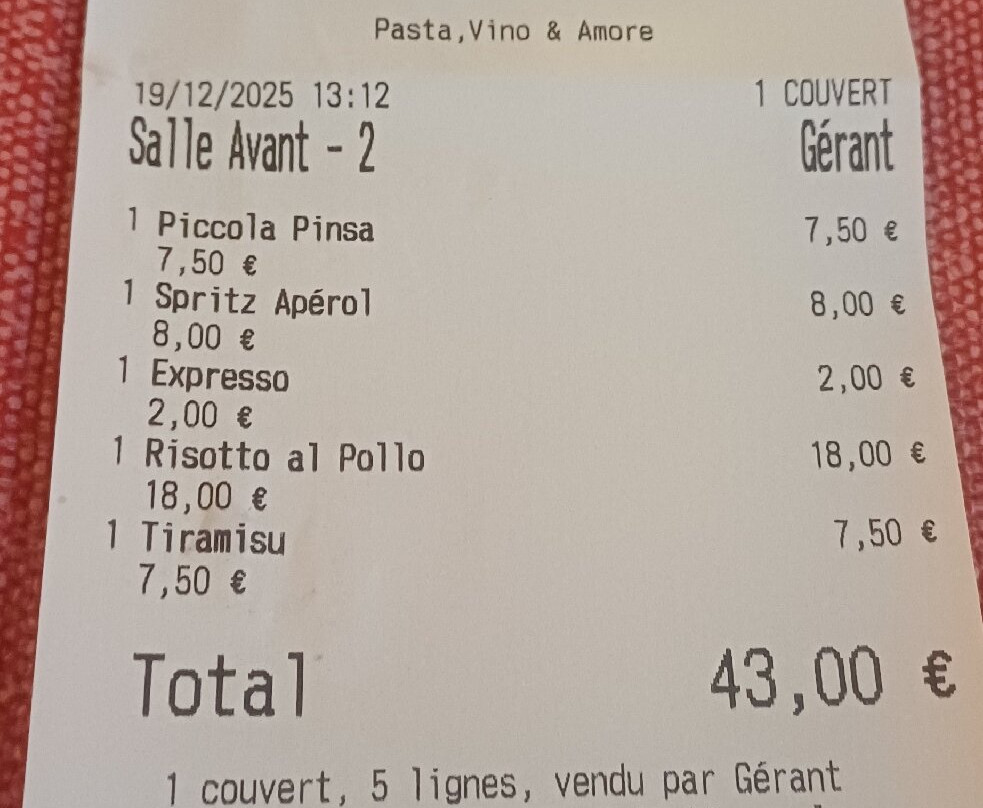 Pasta,Vino & Amore
19/12/2025 13:12 1 COUVERT
Salle Avant - 2 Gérant
1 Piccola Pinsa 7,50 €
7,50 €
1 Spritz Apérol 8,00 €
8,00 €
1 Expresso 2,00 €
2,00 €
1 Risotto al Pollo 18,00 €
18,00 €
1 Tiramisu 7,50 €
7,50 €
Total 43,00 €
1 couvert, 5 lignes, vendu par Gérant